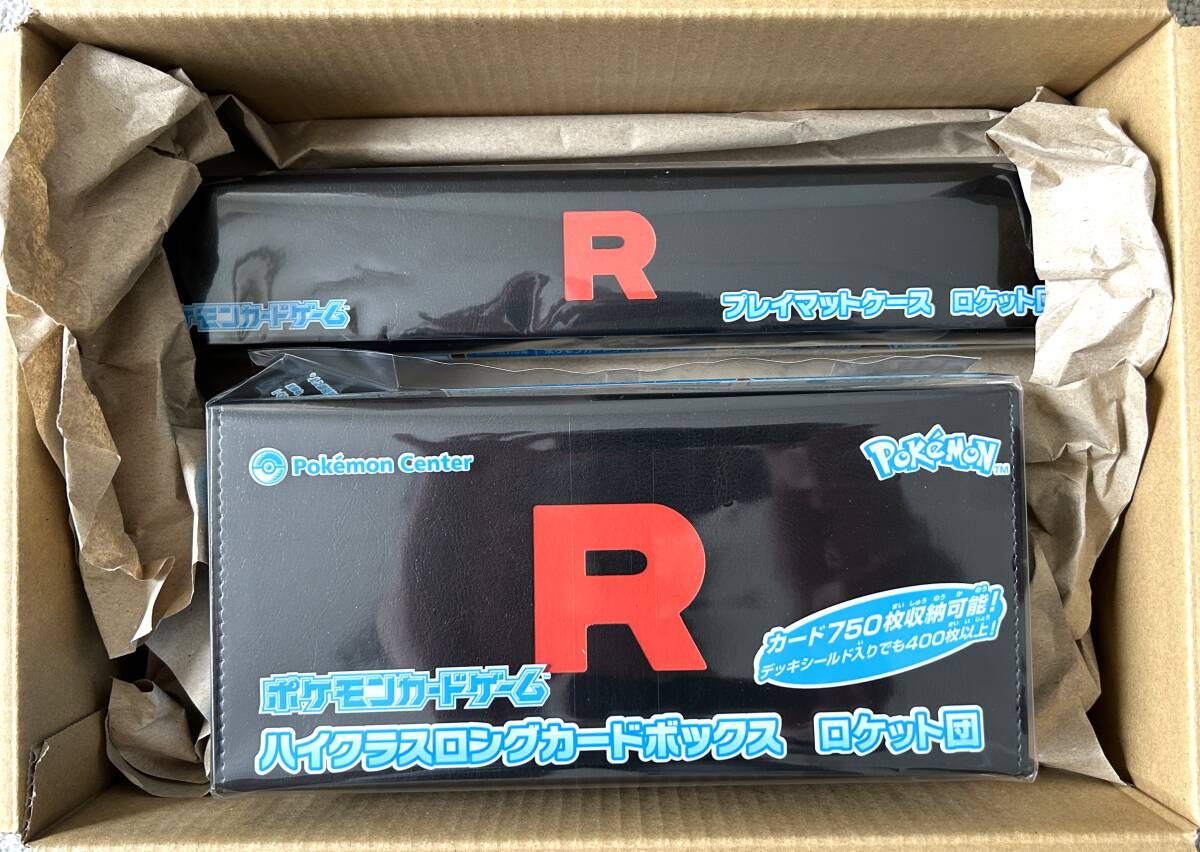 R
モンカードゲーム
プレイマットケース ロケット団
Pokémon Center
Pokémon
TM
R
カード750枚収納可能!
デッキシールド入りでも400枚以上!
ポケモンカードゲーム
ハイクラスロングカードボックス ロケット団